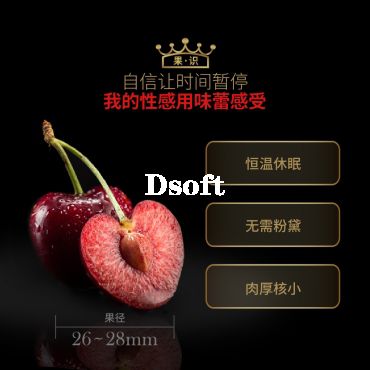 果·识
自信让时间暂停
我的性感用味蕾感受
恒温休眠
Dsoft
无需粉黛
肉厚核小
果径
26~28mm